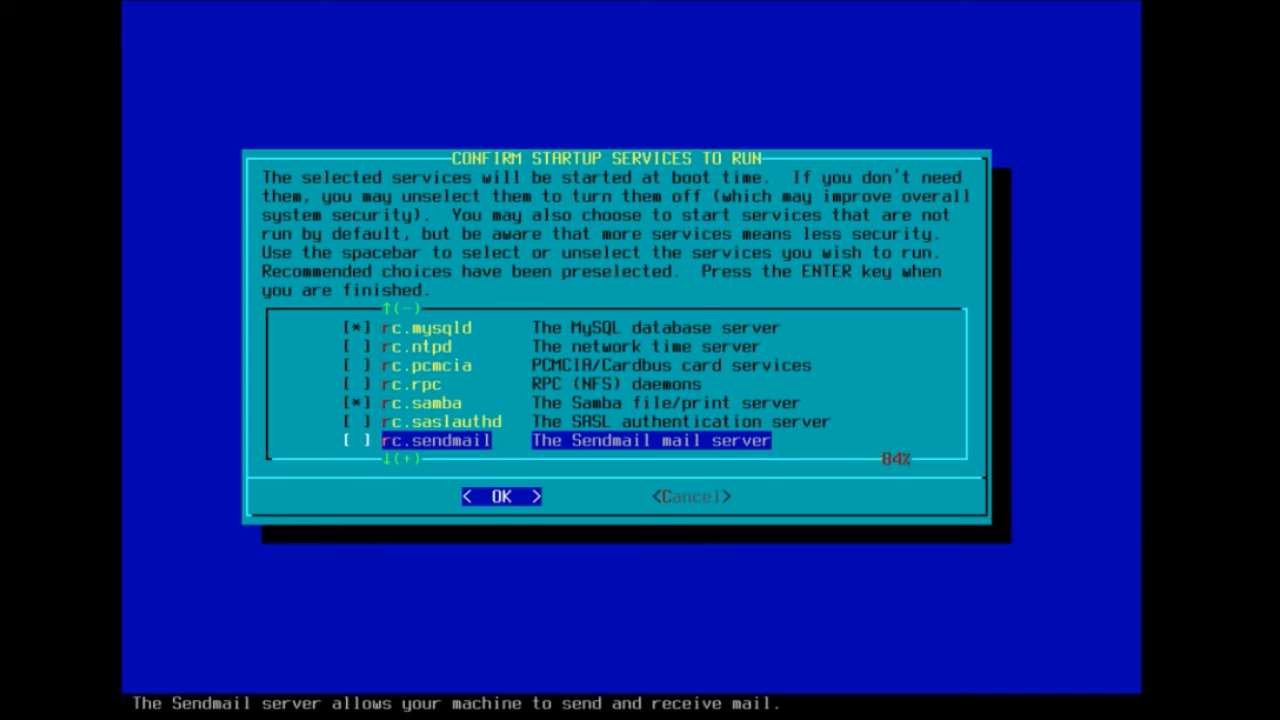 CONFIRM STARTUP SERVICES TO RUN
The selected services will be started at boot time.  If you don't need
them, you may unselect them to turn them off (which may improve overall
system security).  You may also choose to start services that are not
run by default, but be aware that more services means less security.
Use the spacebar to select or unselect the services you wish to run.
Recommended choices have been preselected.  Press the ENTER key when
you are finished.
↑(-)
[*] rc.mysqld The MySQL database server
[ ] rc.ntpd The network time server
[ ] rc.pcmcia PCMCIA/Cardbus card services
[ ] rc.rpc RPC (NFS) daemons
[*] rc.samba The Samba file/print server
[ ] rc.saslauthd The SASL authentication server
[ ] rc.sendmail The Sendmail mail server
↓(+) 84%
< OK > <Cancel>
The Sendmail server allows your machine to send and receive mail.